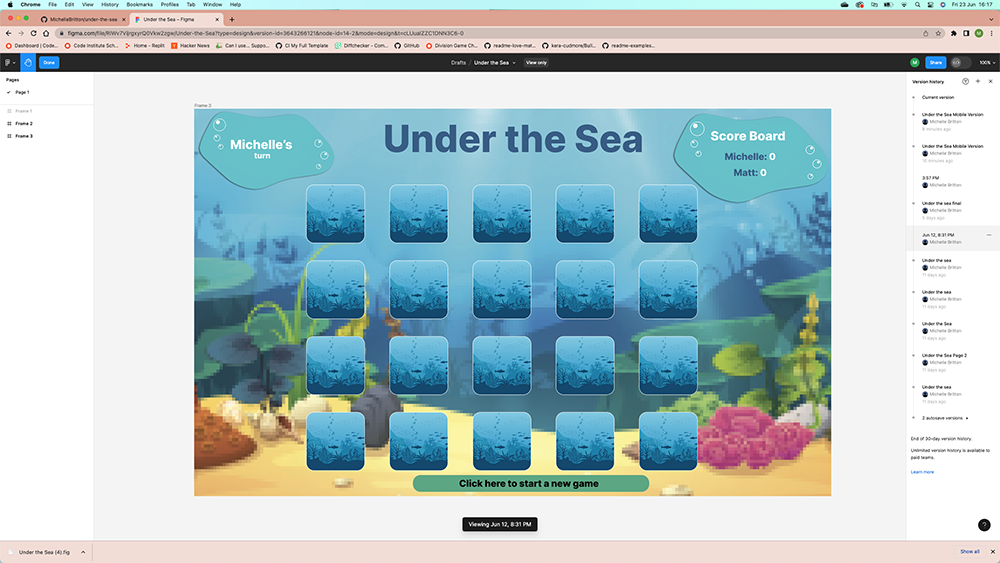 Chrome File Edit View History Bookmarks Profiles Tab Window Help
Fri 23 Jun 16:17
MichelleBritton/under-the-sea
Under the Sea – Figma
figma.com/file/RiWv7VijrgxyrQ0Vkw2zgw/Under-the-Sea?type=design&version-id=3643266121&node-id=14-2&mode=design&t=cLUualZZC1DNN3C6-0
Dashboard | Code...
Code Institute Sch...
Home - Replit
Hacker News
Can I use... Suppo...
CI My Full Template
Diffchecker - Com...
GitHub
Division Game Ch...
readme-love-mat...
kera-cudmore/Buil...
readme-examples...
Done
Drafts / Under the Sea
View only
M
Share
100%
Pages
Page 1
Frame 1
Frame 2
Frame 3
Frame 3
Michelle's
turn
Under the Sea
Score Board
Michelle: 0
Matt: 0
Click here to start a new game
Viewing Jun 12, 8:31 PM
Version history
Current version
Under the Sea Mobile Version
Michelle Britton
Under the Sea Mobile Version
Michelle Britton
3:57 PM
Michelle Britton
Under the sea final
Michelle Britton
days ago
Jun 12, 8:31 PM
Michelle Britton
Under the sea
Michelle Britton
11 days ago
Under the sea
Michelle Britton
11 days ago
Under the Sea
Michelle Britton
11 days ago
Under the Sea Page 2
Michelle Britton
11 days ago
Under the sea
Michelle Britton
11 days ago
2 autosave versions
End of 30-day version history.
Unlimited version history is available to
paid teams.
Learn more
?
Under the Sea (4).fig
Show all